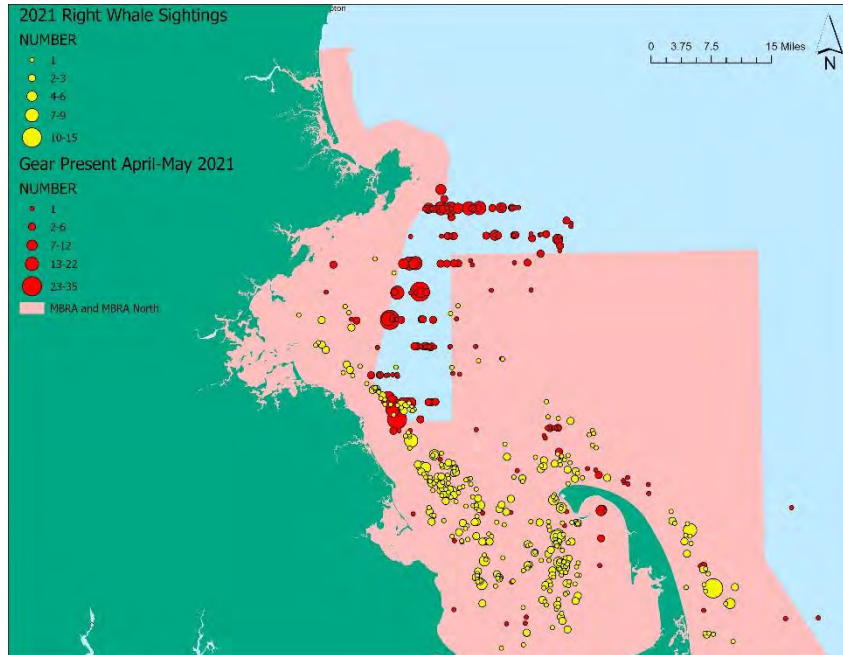 2021 Right Whale Sightings
NUMBER
1
2-3
4-6
7-9
10-15
Gear Present April-May 2021
NUMBER
1
2-6
7-12
13-22
23-35
MBRA and MBRA North
0 3.75 7.5 15 Miles
N